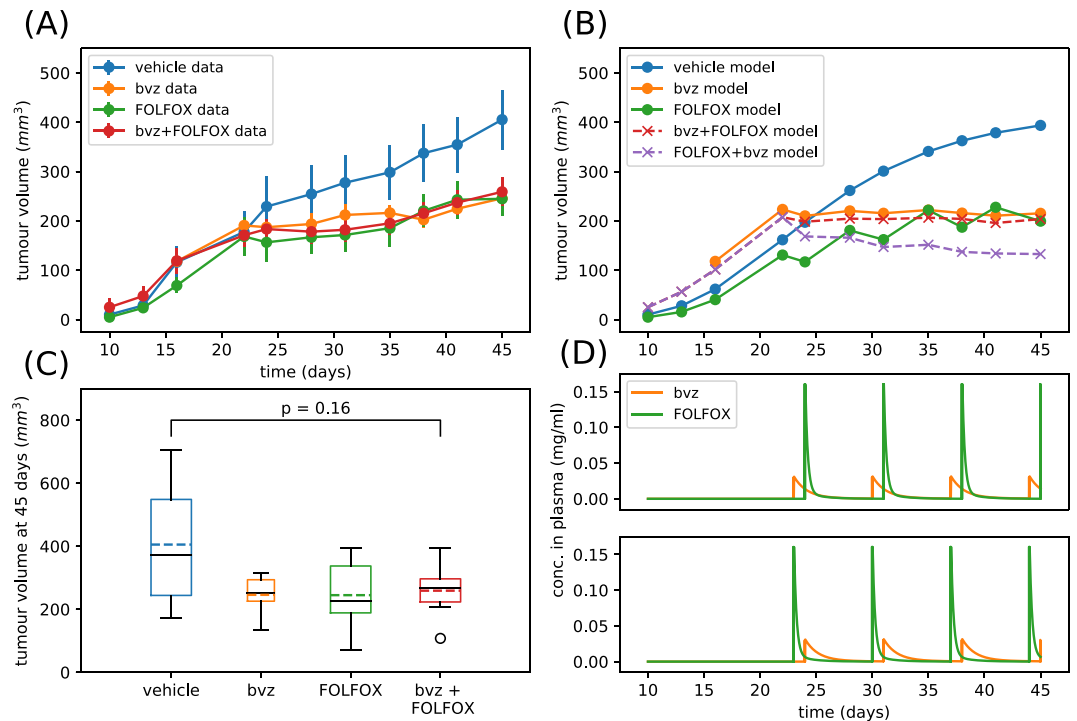 (A)
500
400
300
200
100
0
tumour volume (mm³)
vehicle data
bvz data
FOLFOX data
bvz+FOLFOX data
10 15 20 25 30 35 40 45
time (days)
(B)
500
400
300
200
100
0
tumour volume (mm³)
vehicle model
bvz model
FOLFOX model
bvz+FOLFOX model
FOLFOX+bvz model
10 15 20 25 30 35 40 45
(C)
800
600
400
200
0
tumour volume at 45 days (mm³)
p = 0.16
vehicle bvz FOLFOX bvz +
FOLFOX
(D)
conc. in plasma (mg/ml)
0.15
0.10
0.05
0.00
bvz
FOLFOX
0.15
0.10
0.05
0.00
10 15 20 25 30 35 40 45
time (days)